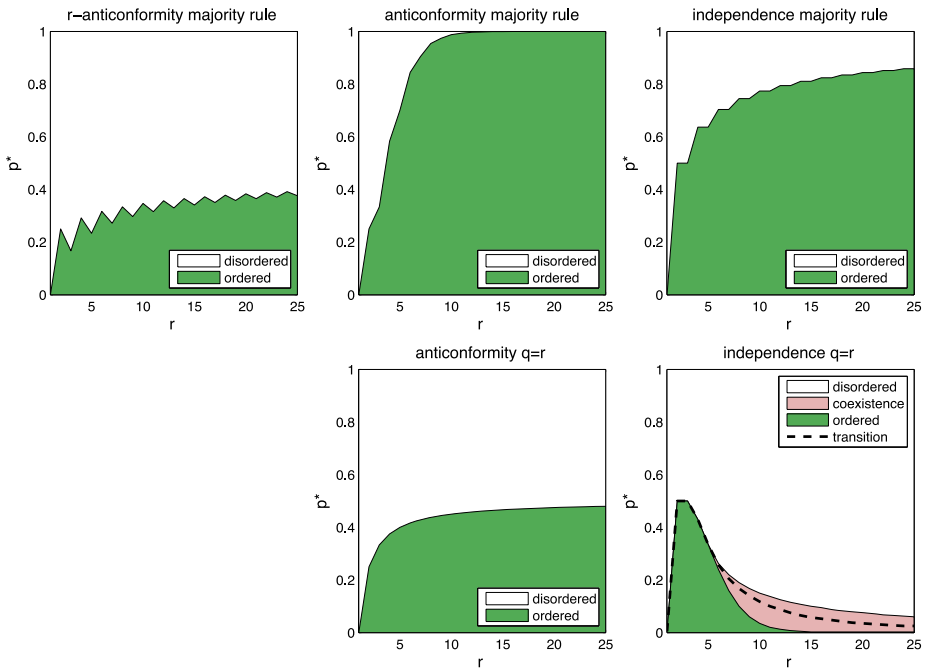 r−anticonformity majority rule
anticonformity majority rule
independence majority rule
1
0.8
0.6
0.4
0.2
0
p*
5
10
15
20
25
r
disordered
ordered
1
0.8
0.6
0.4
0.2
0
p*
5
10
15
20
25
r
disordered
ordered
1
0.8
0.6
0.4
0.2
0
p*
5
10
15
20
25
r
disordered
ordered
anticonformity q=r
independence q=r
1
0.8
0.6
0.4
0.2
0
p*
5
10
15
20
25
r
disordered
ordered
1
0.8
0.6
0.4
0.2
0
p*
5
10
15
20
25
r
disordered
coexistence
ordered
transition